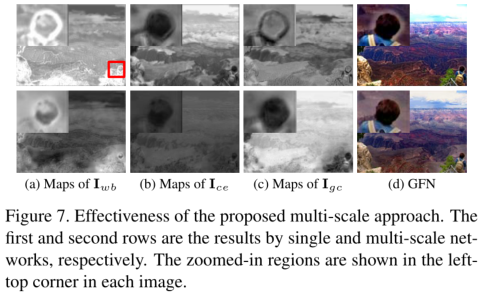 (a) Maps of I_wb (b) Maps of I_ce (c) Maps of I_gc (d) GFN
Figure 7. Effectiveness of the proposed multi-scale approach. The
first and second rows are the results by single and multi-scale net-
works, respectively. The zoomed-in regions are shown in the left-
top corner in each image.